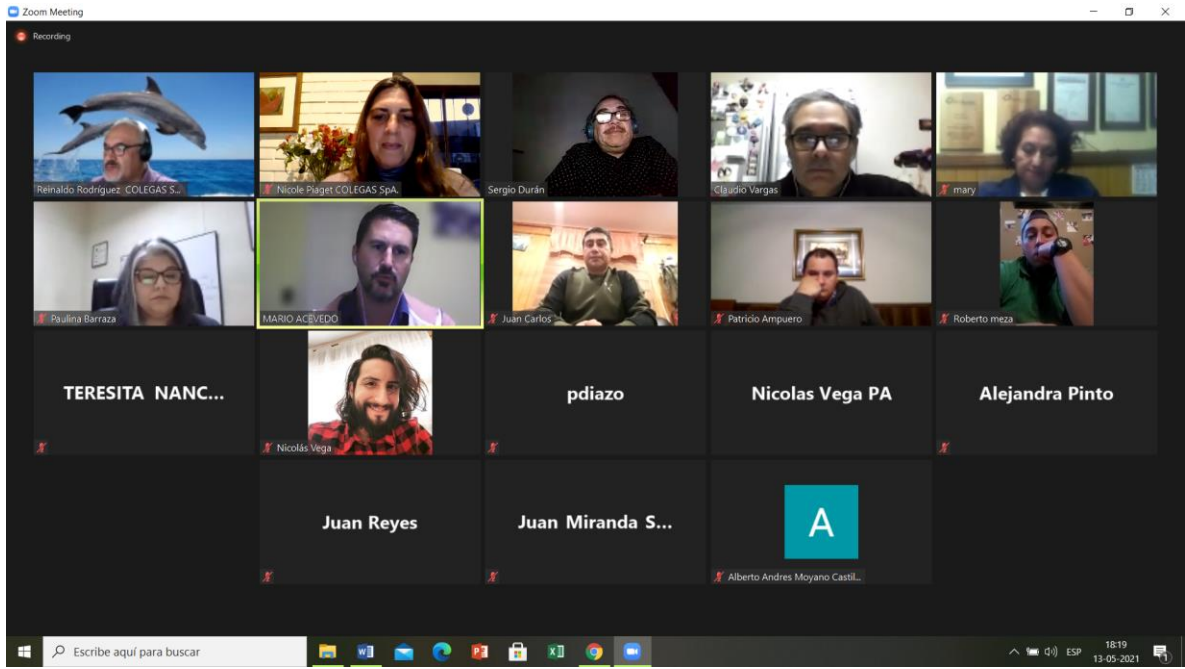 Zoom Meeting
Recording
Reinaldo Rodríguez COLEGAS S...
Nicole Piaget COLEGAS SpA.
Sergio Durán
Claudio Vargas
mary
Paulina Barraza
MARIO ACEVEDO
Juan Carlos
Patricio Ampuero
Roberto meza
TERESITA NANC...
Nicolás Vega
pdiazo
Nicolas Vega PA
Alejandra Pinto
Juan Reyes
Juan Miranda S...
A
Alberto Andres Moyano Castil...
Escribe aquí para buscar
ESP
18:19
13-05-2021
1